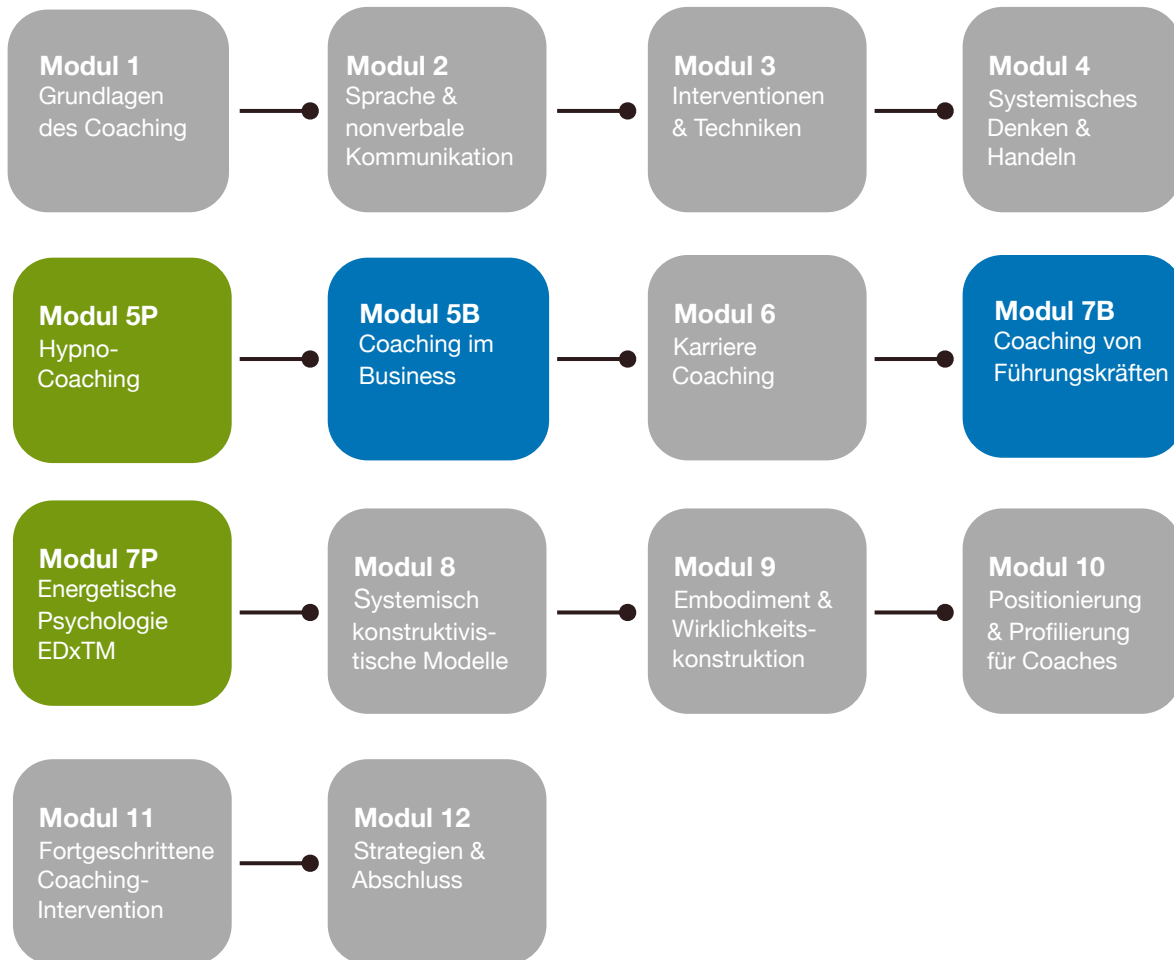 Modul 1
Grundlagen
des Coaching
Modul 2
Sprache &
nonverbale
Kommunikation
Modul 3
Interventionen
& Techniken
Modul 4
Systemisches
Denken &
Handeln
Modul 5P
Hypno-
Coaching
Modul 5B
Coaching im
Business
Modul 6
Karriere
Coaching
Modul 7B
Coaching von
Führungskräften
Modul 7P
Energetische
Psychologie
EDxTM
Modul 8
Systemisch
konstruktivis-
tische Modelle
Modul 9
Embodiment &
Wirklichkeits-
konstruktion
Modul 10
Positionierung
& Profilierung
für Coaches
Modul 11
Fortgeschrittene
Coaching-
Intervention
Modul 12
Strategien &
Abschluss